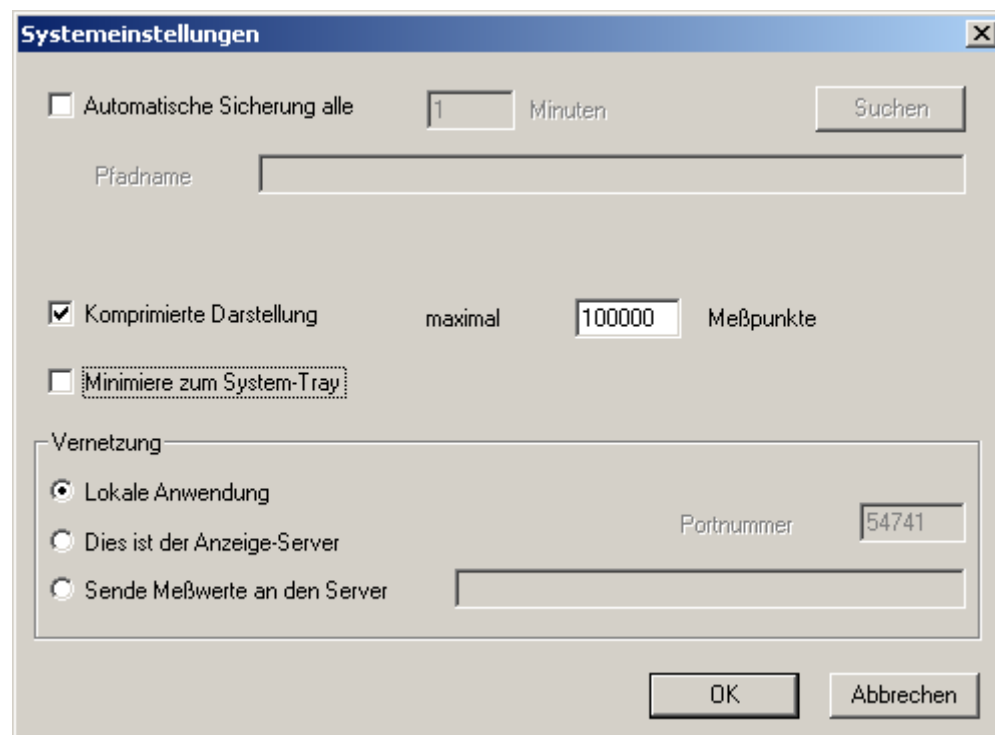 Systemeinstellungen
Automatische Sicherung alle 1 Minuten Suchen
Pfadname
Komprimierte Darstellung maximal 100000 Meßpunkte
Minimiere zum System-Tray
Vernetzung
Lokale Anwendung
Portnummer 54741
Dies ist der Anzeige-Server
Sende Meßwerte an den Server
OK Abbrechen